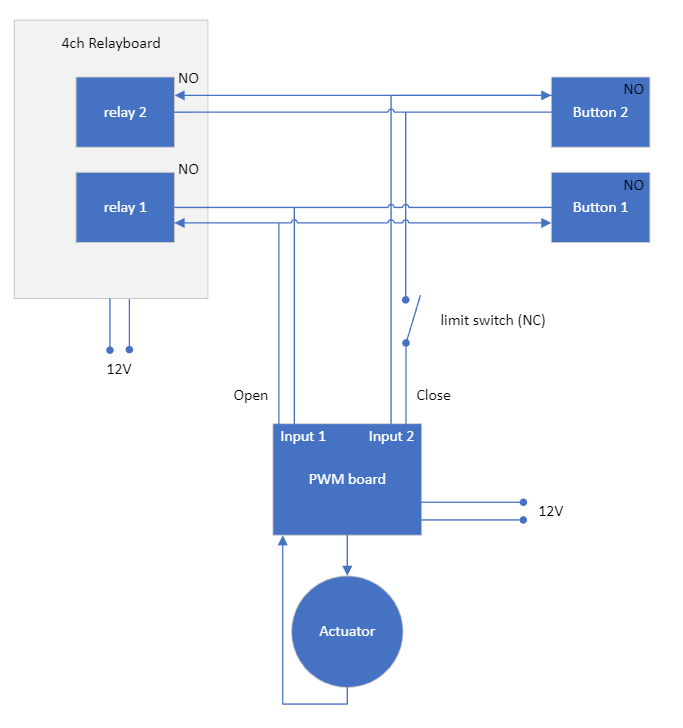 4ch Relayboard
NO
NO
relay 2
Button 2
NO
NO
relay 1
Button 1
limit switch (NC)
12V
Open
Close
Input 1
Input 2
PWM board
12V
Actuator